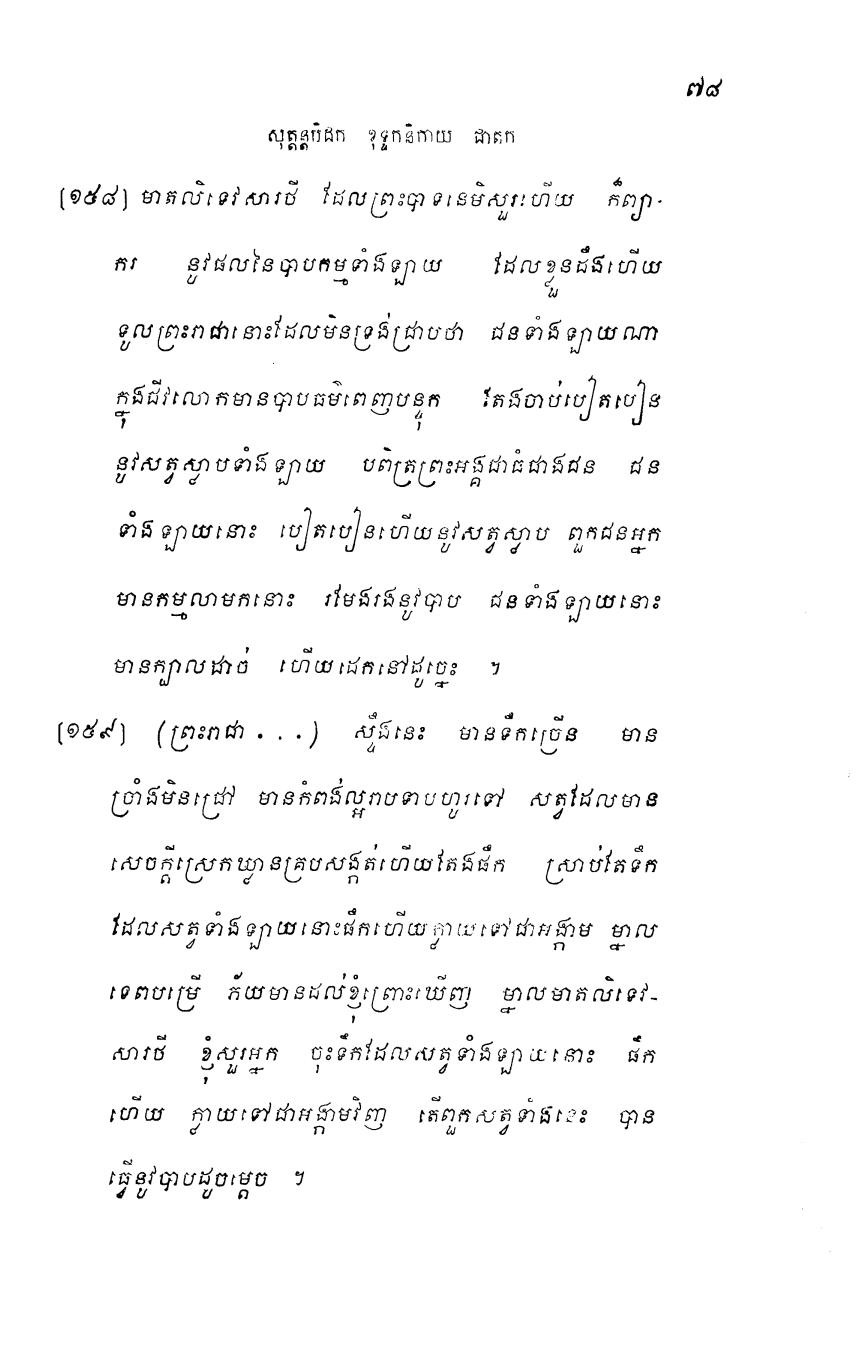 ៧៨
សុត្តន្តបិដក ខុទ្ទកនិកាយ ជាតក
[១៥៨] មាតលិទេវសារថី ដែលព្រះបាទនេមិសួរហើយ ក៏ព្យា-
ករ នូវផលនៃបាបកម្មទាំងឡាយ ដែលខ្លួនដឹងហើយ
ទូលព្រះរាជានោះដែលមិនទ្រង់ជ្រាបថា ជនទាំងឡាយណា
ក្នុងជីវលោកមានបាបធម៌ពេញបន្ទុក តែងចាប់បៀតបៀន
នូវសត្វស្លាបទាំងឡាយ បពិត្រព្រះអង្គជាធំជាងជន ជន
ទាំងឡាយនោះ បៀតបៀនហើយនូវសត្វស្លាប ពួកជនអ្នក
មានកម្មលាមកនោះ រមែងរងនូវបាប ជនទាំងឡាយនោះ
មានក្បាលដាច់ ហើយដេកនៅដូច្នេះ ។
[១៥៩] (ព្រះរាជា . . .) ស្ទឹងនេះ មានទឹកច្រើន មាន
ច្រាំងមិនជ្រៅ មានកំពង់ល្អរាបទាបហូរទៅ សត្វដែលមាន
សេចក្តីស្រេកឃ្លានគ្របសង្កត់ហើយតែងផឹក ស្រាប់តែទឹក
ដែលសត្វទាំងឡាយនោះផឹកហើយក្លាយទៅជាអង្កាម ម្នាល
ទេពបម្រើ ភ័យមានដល់ខ្ញុំព្រោះឃើញ ម្នាលមាតលិទេវ-
សារថី ខ្ញុំសួរអ្នក ចុះទឹកដែលសត្វទាំងឡាយនោះ ផឹក
ហើយ ក្លាយទៅជាអង្កាមវិញ តើពួកសត្វទាំងនេះ បាន
ធ្វើនូវបាបដូចម្តេច ។